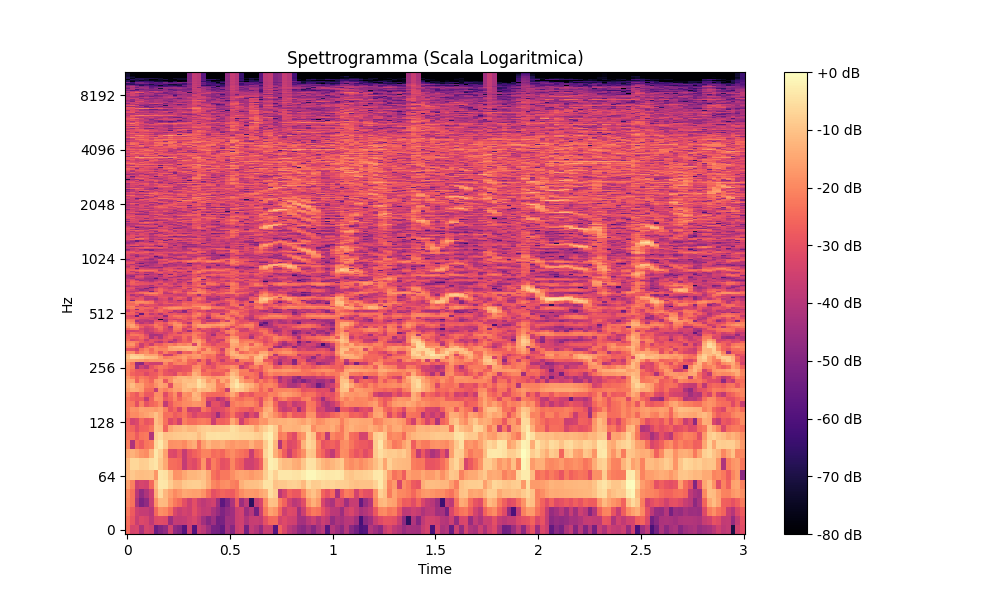 Spettrogramma (Scala Logaritmica)
8192
4096
2048
1024
512
256
128
64
0
Hz
0
0.5
1
1.5
2
2.5
3
Time
+0 dB
-10 dB
-20 dB
-30 dB
-40 dB
-50 dB
-60 dB
-70 dB
-80 dB